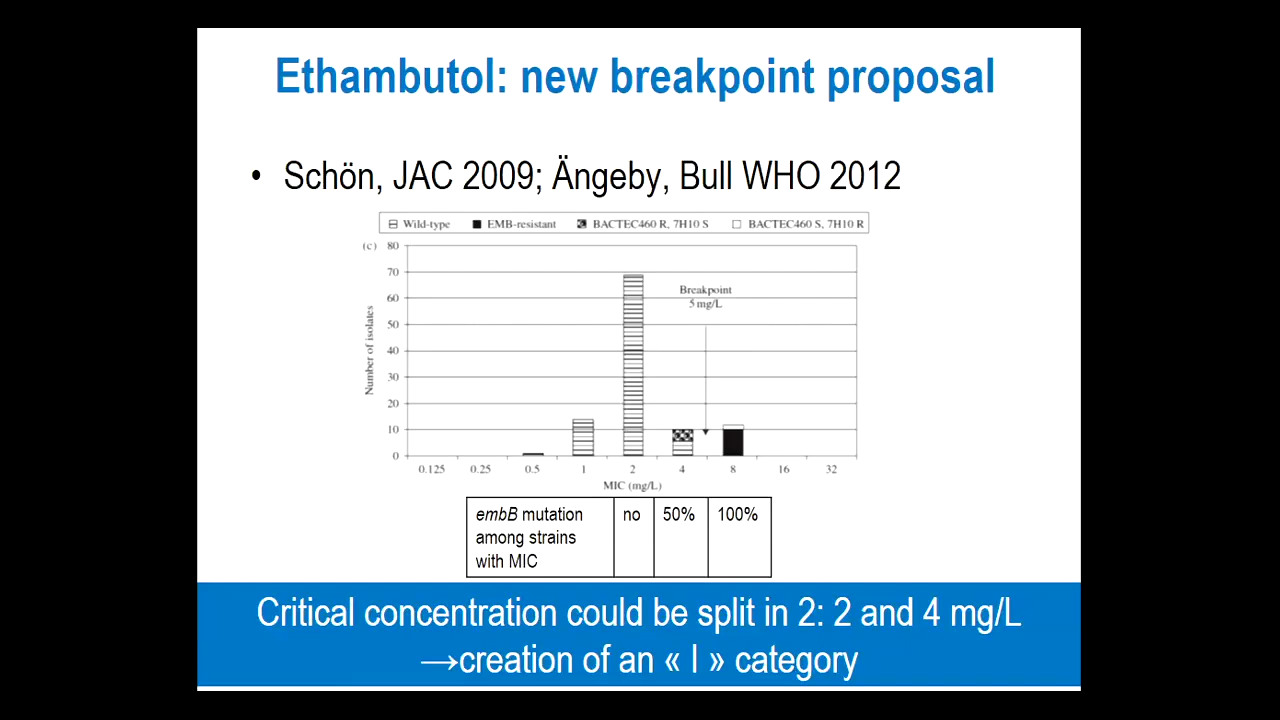 Ethambutol: new breakpoint proposal
• Schön, JAC 2009; Ängeby, Bull WHO 2012
Wild-type EMB-resistant BACTEC460 R, 7H10 S BACTEC460 S, 7H10 R
(c)
80
70
60
50
40
30
20
10
0
Number of isolates
Breakpoint
5 mg/L
0.125 0.25 0.5 1 2 4 8 16 32
MIC (mg/L)
embB mutation
among strains
with MIC
no 50% 100%
Critical concentration could be split in 2: 2 and 4 mg/L
→creation of an « I » category